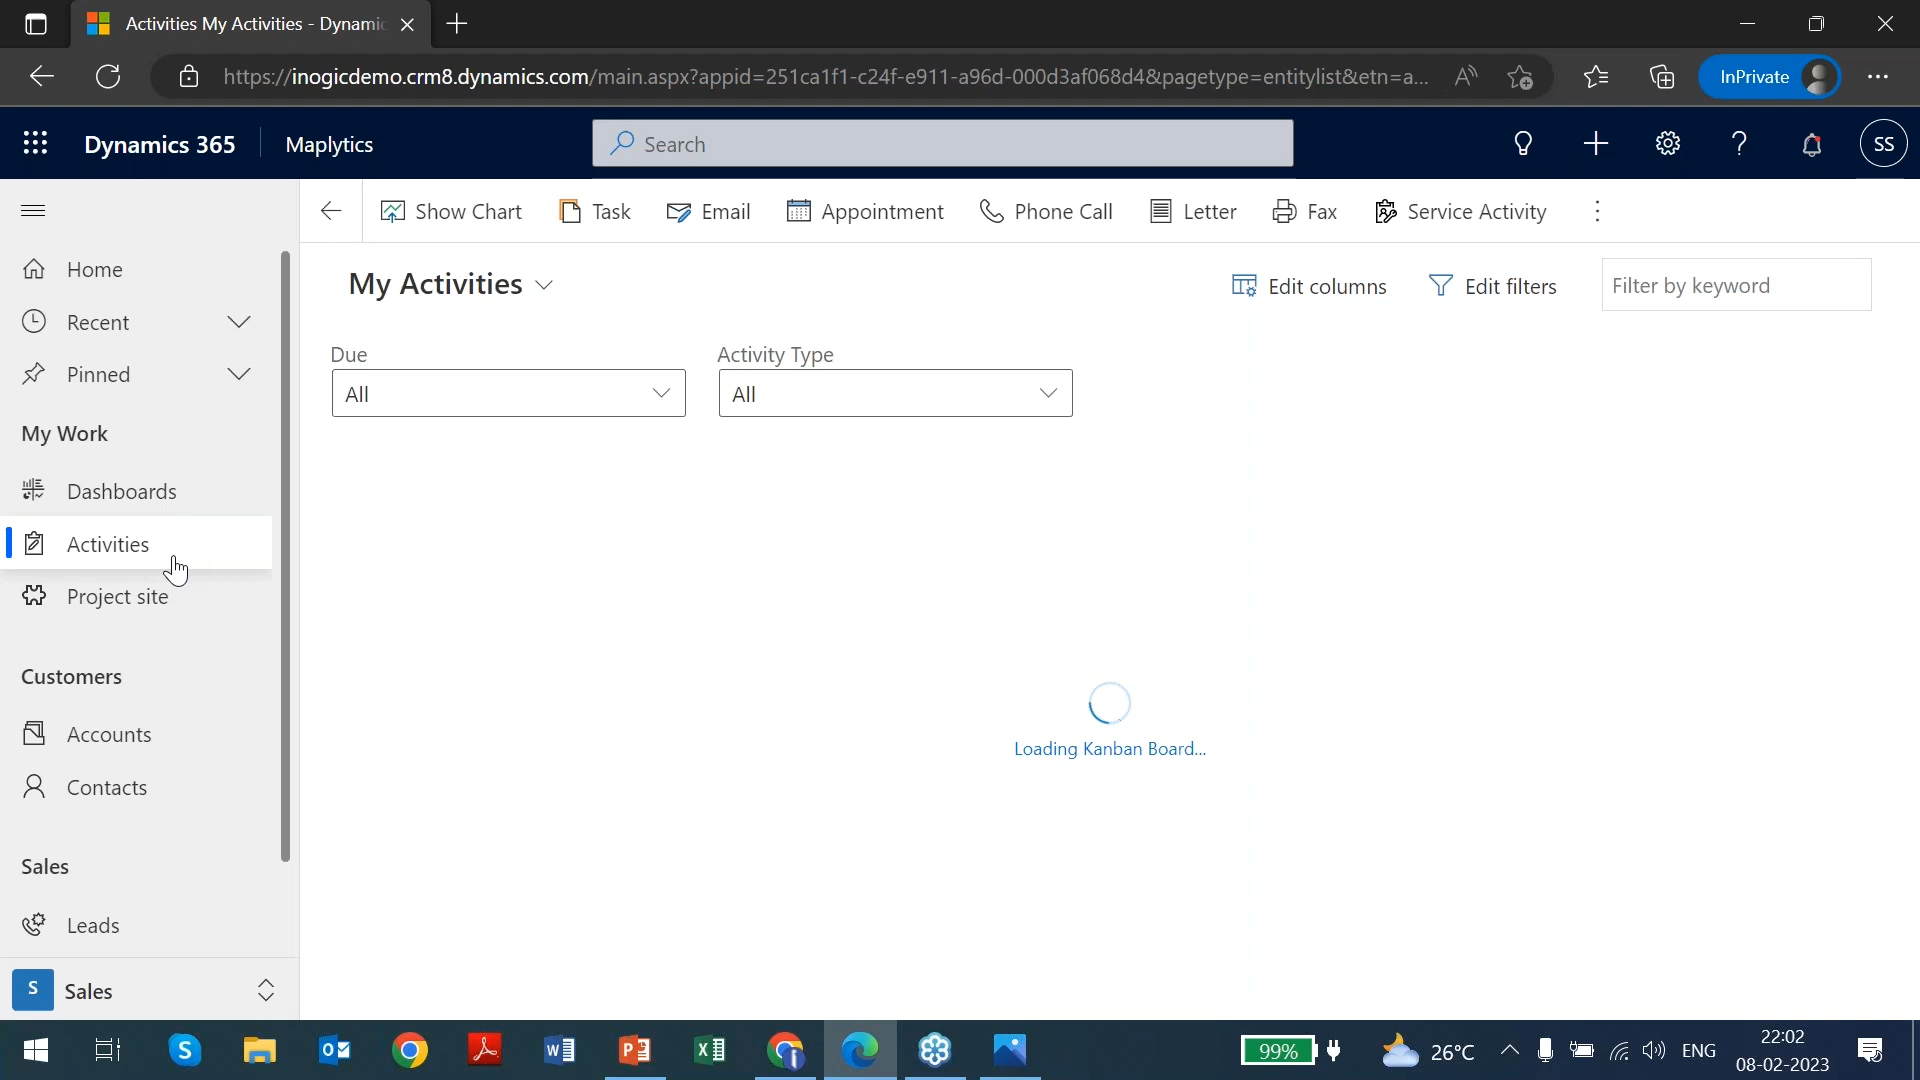 Activities My Activities - Dynamic
https://inogicdemo.crm8.dynamics.com/main.aspx?appid=251ca1f1-c24f-e911-a96d-000d3af068d4&pagetype=entitylist&etn=a...
InPrivate
Dynamics 365
Maplytics
Search
SS
Show Chart
Task
Email
Appointment
Phone Call
Letter
Fax
Service Activity
Home
Recent
Pinned
My Work
Dashboards
Activities
Project site
Customers
Accounts
Contacts
Sales
Leads
S
Sales
My Activities
Edit columns
Edit filters
Filter by keyword
Due
All
Activity Type
All
Loading Kanban Board...
99%
26°C
ENG
22:02
08-02-2023